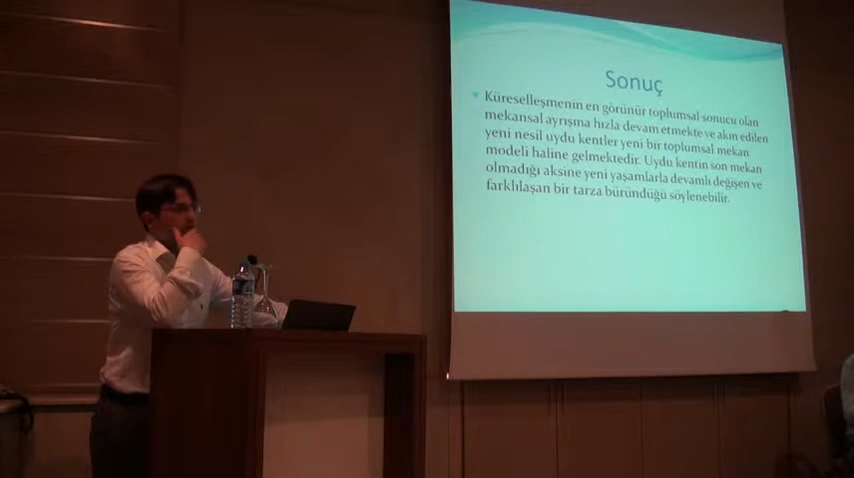 Sonuç
Küreselleşmenin en görünür toplumsal sonucu olan
mekansal ayrışma hızla devam etmekte ve akın edilen
yeni nesil uydu kentler yeni bir toplumsal mekan
modeli haline gelmektedir. Uydu kentin son mekan
olmadığı aksine yeni yaşamlarla devamlı değişen ve
farklılaşan bir tarza büründüğü söylenebilir.